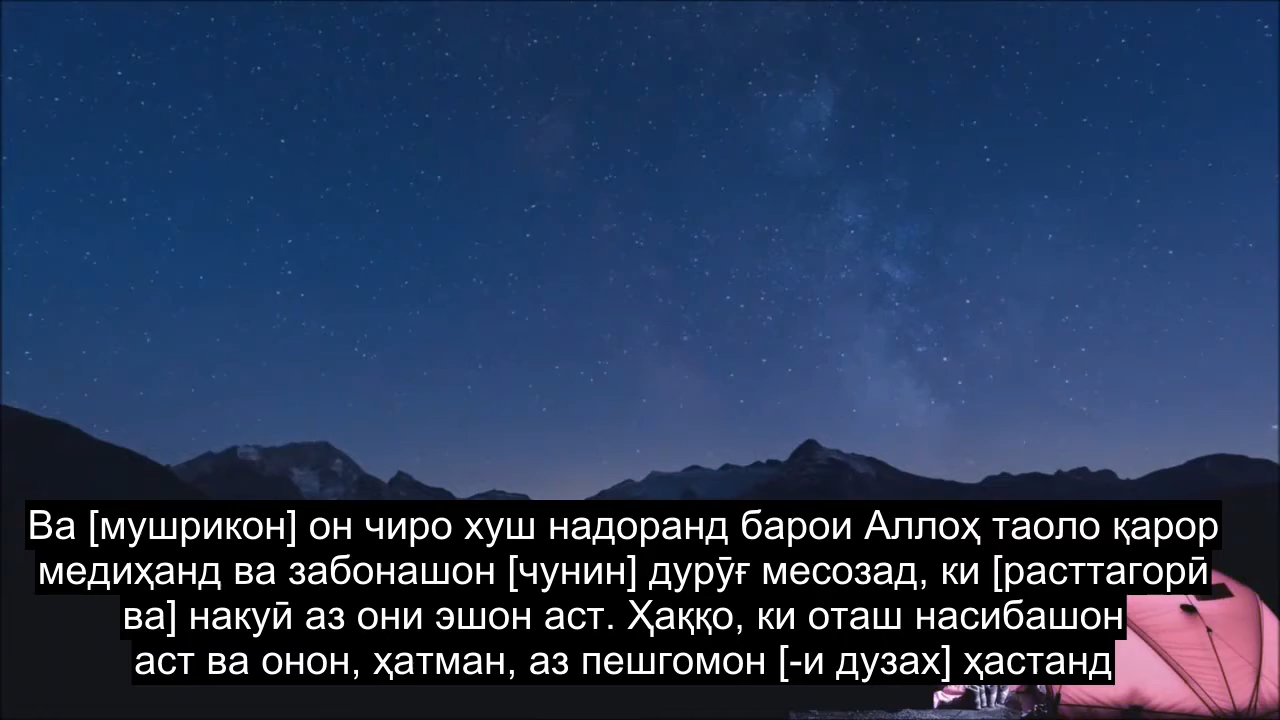 Ва [мушрикон] он чиро хуш надоранд барои Аллоҳ таоло қарор
медиҳанд ва забонашон [чунин] дурӯғ месозад, ки [расттагорӣ
ва] накуӣ аз они эшон аст. Ҳаққо, ки оташ насибашон
аст ва онон, ҳатман, аз пешгомон [-и дузах] ҳастанд